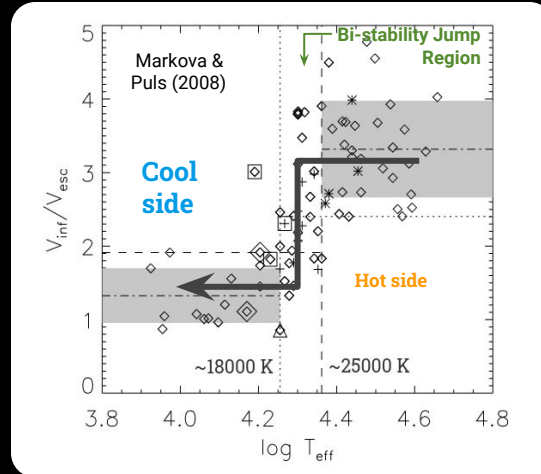 5
Bi-stability Jump
Region
Markova &
Puls (2008)
4
Cool
side
3
V_inf/V_esc
2
Hot side
1
~18000 K
~25000 K
0
3.8 4.0 4.2 4.4 4.6 4.8
log T_eff